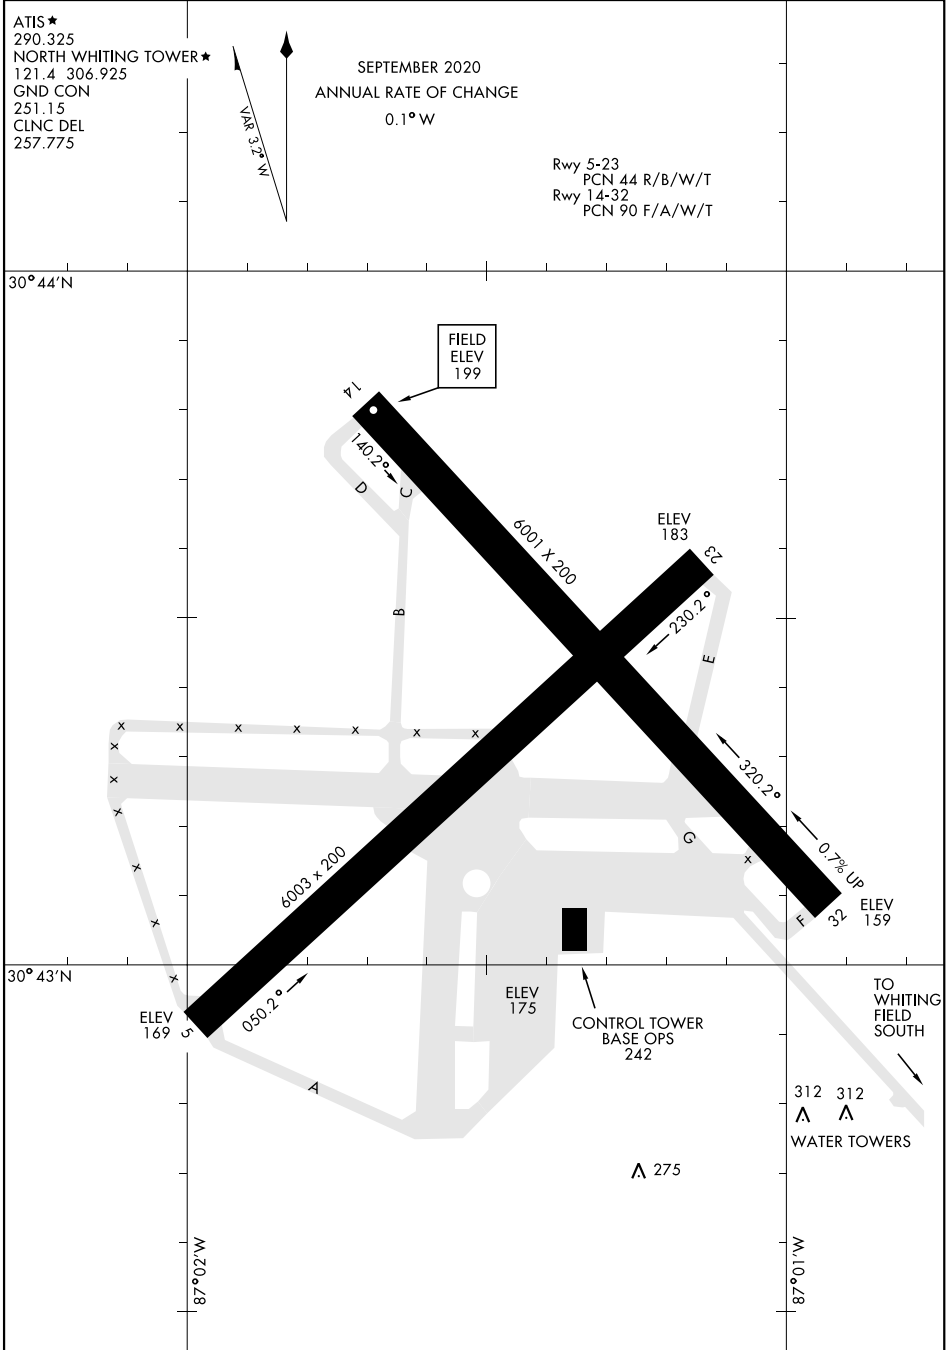 ATIS★
290.325
NORTH WHITING TOWER★
121.4 306.925
GND CON
251.15
CLNC DEL
257.775
VAR 3.2° W
SEPTEMBER 2020
ANNUAL RATE OF CHANGE
0.1° W
Rwy 5-23
PCN 44 R/B/W/T
Rwy 14-32
PCN 90 F/A/W/T
30°44'N
FIELD
ELEV
199
14
140.2°
D
C
6001 X 200
ELEV
183
23
230.2°
B
E
x
x
x
x
x
x
x
x
x
x
x
x
x
x
320.2°
G
0.7% UP
6003 x 200
F
32
ELEV
159
30°43'N
ELEV
169
5
050.2°
ELEV
175
CONTROL TOWER
BASE OPS
242
TO
WHITING
FIELD
SOUTH
A
312
312
WATER TOWERS
275
87°02'W
87°01'W